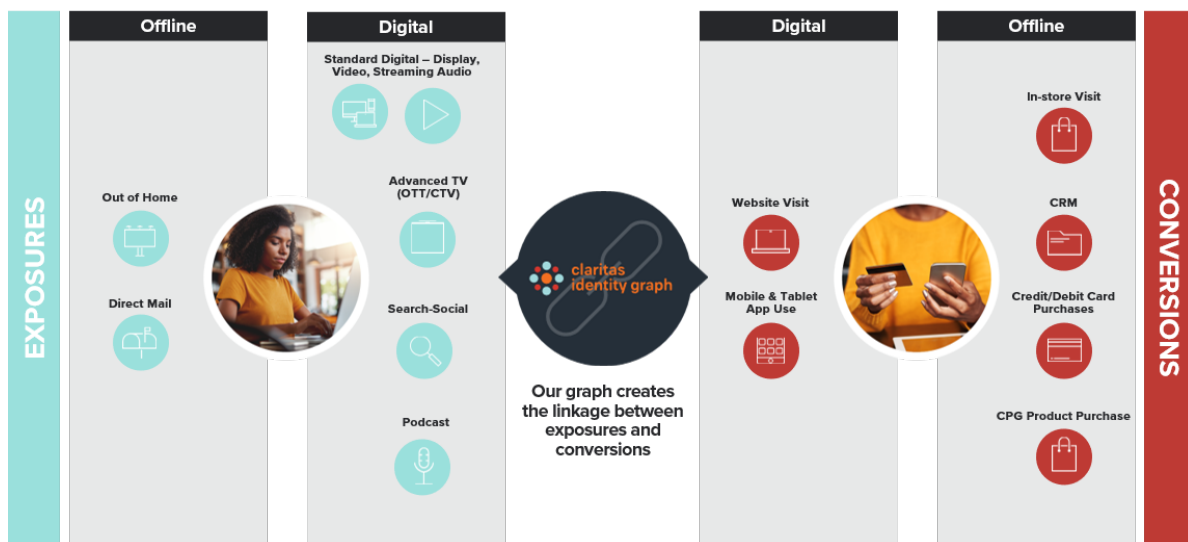 EXPOSURES
Offline
Out of Home
Direct Mail
Digital
Standard Digital – Display,
Video, Streaming Audio
Advanced TV
(OTT/CTV)
Search-Social
Podcast
claritas
identity graph
Our graph creates
the linkage between
exposures and
conversions
Digital
Website Visit
Mobile & Tablet
App Use
Offline
In-store Visit
CRM
Credit/Debit Card
Purchases
CPG Product Purchase
CONVERSIONS